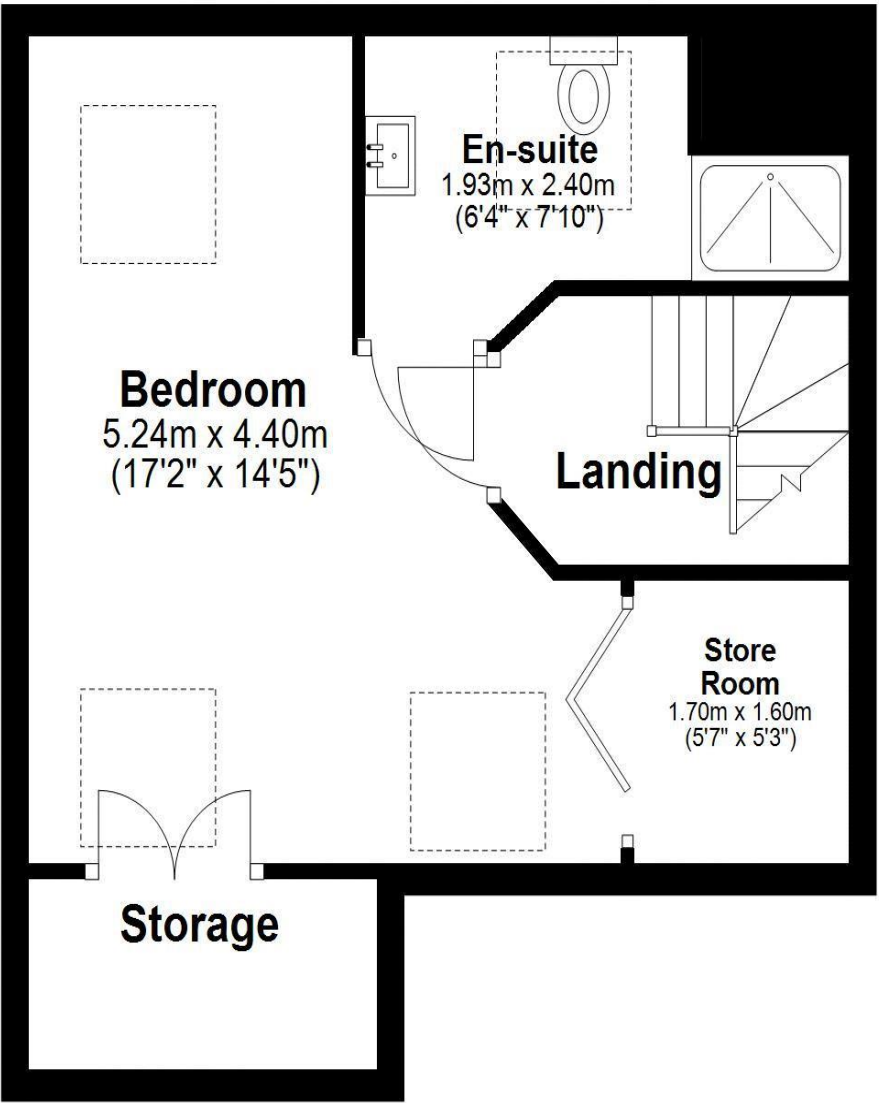 En-suite
1.93m x 2.40m
(6'4" x 7'10")
Bedroom
5.24m x 4.40m
(17'2" x 14'5")
Landing
Store
Room
1.70m x 1.60m
(5'7" x 5'3")
Storage